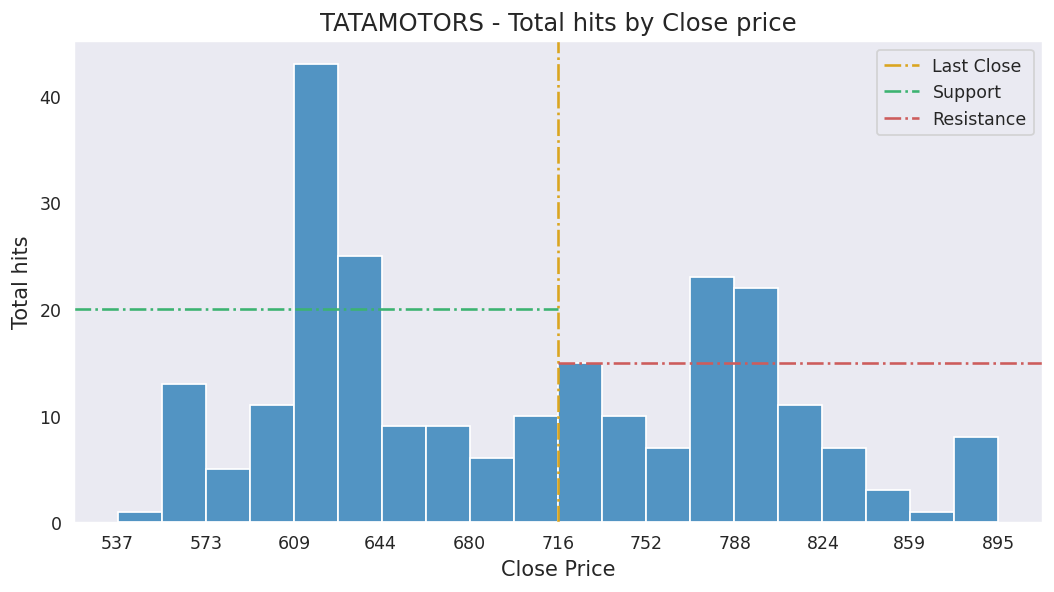 TATAMOTORS - Total hits by Close price
Last Close
Support
Resistance
Total hits
40
30
20
10
0
537 573 609 644 680 716 752 788 824 859 895
Close Price